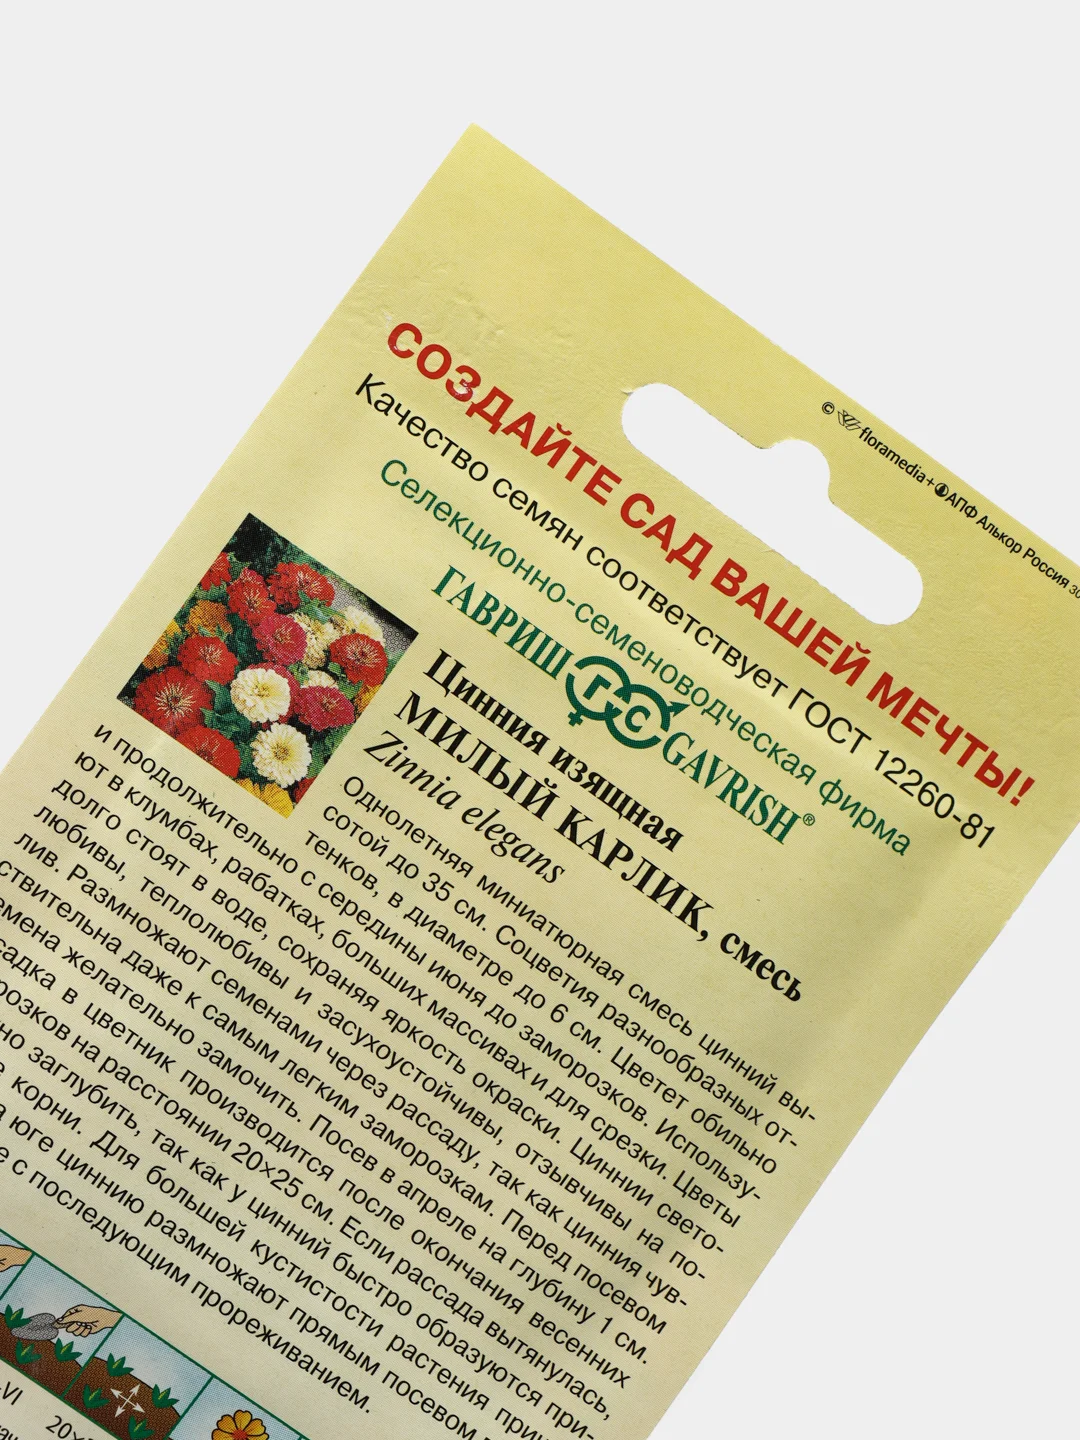 © floramedia+ АПФ Алькор Россия
СОЗДАЙТЕ САД ВАШЕЙ МЕЧТЫ!
Качество семян соответствует ГОСТ 12260-81
Селекционно-семеноводческая фирма
ГАВРИШ ГС GAVRISH®
Цинния изящная
МИЛЫЙ КАРЛИК, смесь
Zinnia elegans
Однолетняя миниатюрная смесь цинний вы-
сотой до 35 см. Соцветия разнообразных от-
тенков, в диаметре до 6 см. Цветет обильно
и продолжительно с середины июня до заморозков. Использу-
ют в клумбах, рабатках, больших массивах и для срезки. Цветы
долго стоят в воде, сохраняя яркость окраски. Циннии свето-
любивы, теплолюбивы и засухоустойчивы, отзывчивы на по-
лив. Размножают семенами через рассаду, так как цинния чув-
ствительна даже к самым легким заморозкам. Перед посевом
семена желательно замочить. Посев в апреле на глубину 1 см.
садка в цветник производится после окончания весенних
розков на расстоянии 20×25 см. Если рассада вытянулась,
но заглубить, так как у цинний быстро образуются при-
корни. Для большей кустистости растения
юге циннию размножают прямым посевом
с последующим прореживанием.
VI